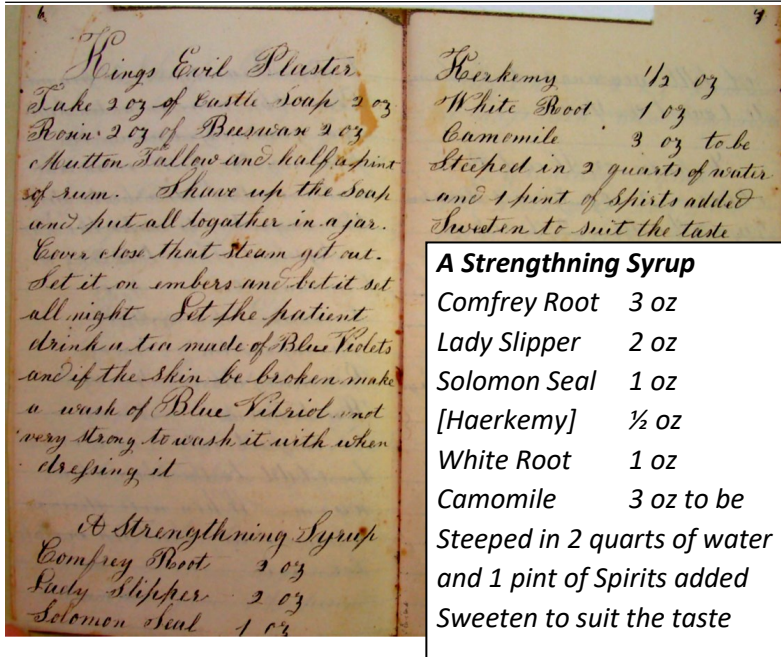 6
Kings Evil Plaster
Take 2 oz of Castle Soap 2 oz
Rosin 2 oz of Beeswax 2 oz
Mutton Tallow and half a pint
of rum. Shave up the Soap
and put all togather in a jar.
Cover close that steam get out.
Set it on embers and let it set
all night Let the patient
drink a tea made of Blue Violets
and if the skin be broken make
a wash of Blue Vitriol not
very strong to wash it with when
dressing it
A Strengthning Syrup
Comfrey Root 3 oz
Lady Slipper 2 oz
Solomon Seal 1 oz
7
Herkemy 1/2 oz
White Root 1 oz
Camomile 3 oz to be
Steeped in 2 quarts of water
and 1 pint of Spirts added
Sweeten to suit the taste
A Strengthning Syrup
Comfrey Root 3 oz
Lady Slipper 2 oz
Solomon Seal 1 oz
[Haerkemy] ½ oz
White Root 1 oz
Camomile 3 oz to be
Steeped in 2 quarts of water
and 1 pint of Spirits added
Sweeten to suit the taste